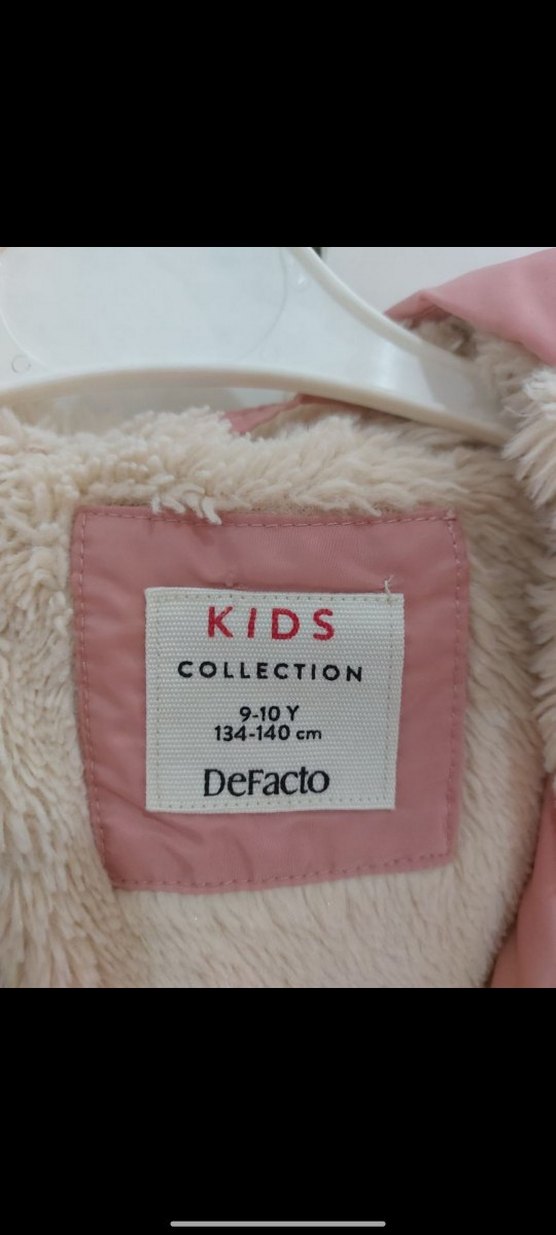 KIDS
COLLECTION
9-10 Y
134-140 cm
DeFacto